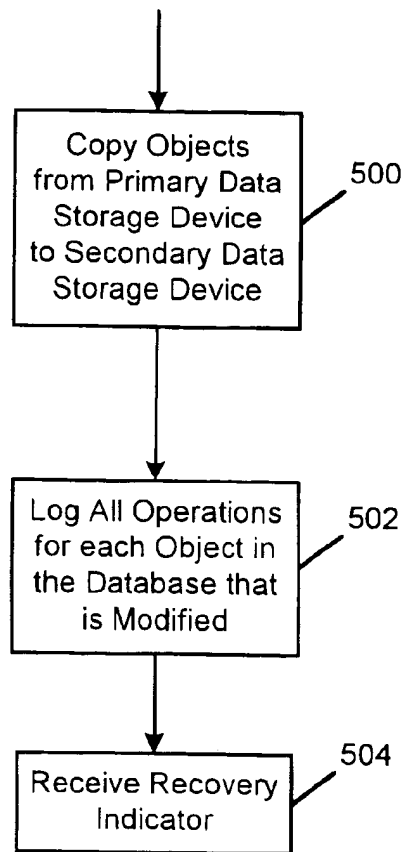 Copy Objects
from Primary Data
Storage Device
to Secondary Data
Storage Device
500
Log All Operations
for each Object in
the Database that
is Modified
502
Receive Recovery
Indicator
504